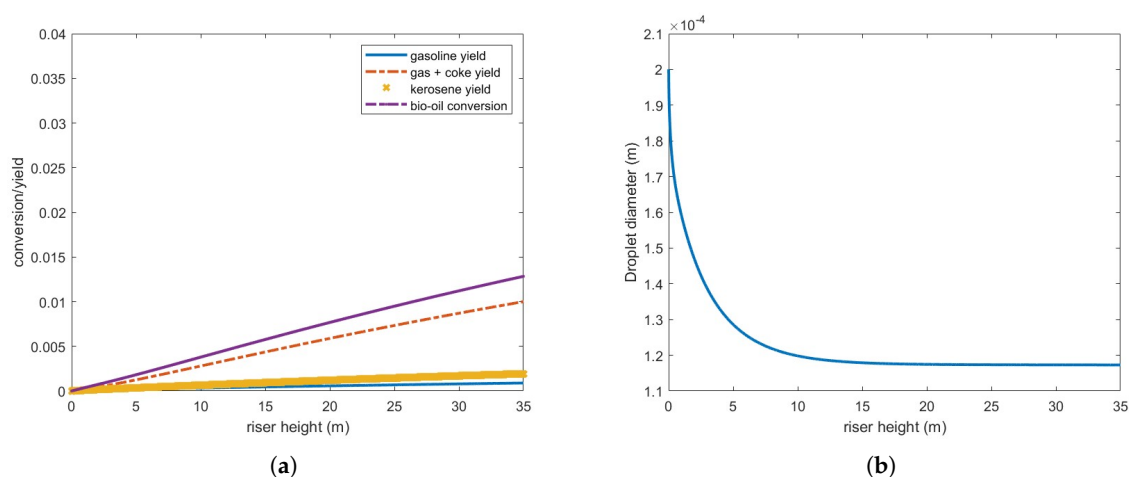 0.04
0.035
0.03
0.025
0.02
0.015
0.01
0.005
0
0 5 10 15 20 25 30 35
conversion/yield
riser height (m)
gasoline yield
gas + coke yield
kerosene yield
bio-oil conversion
(a)
×10⁻⁴
2.1
2
1.9
1.8
1.7
1.6
1.5
1.4
1.3
1.2
1.1
0 5 10 15 20 25 30 35
Droplet diameter (m)
riser height (m)
(b)